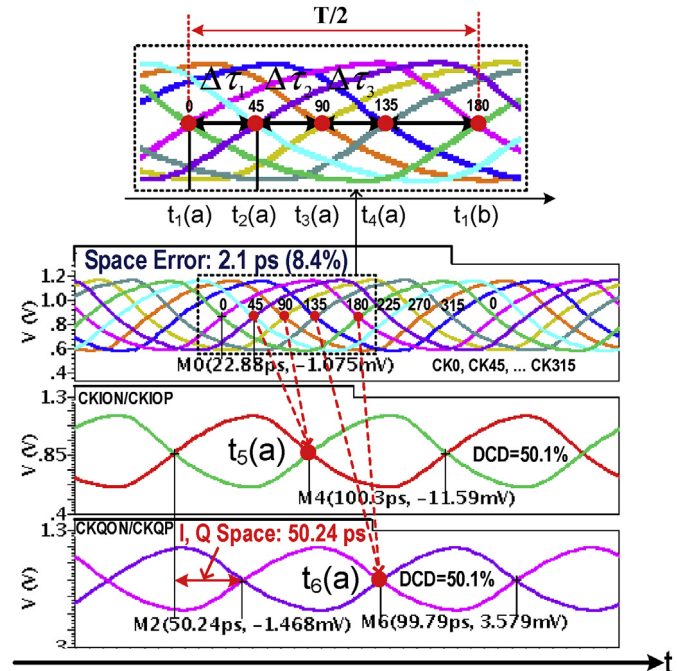 T/2
Δτ1 Δτ2 Δτ3
0 45 90 135 180
t1(a) t2(a) t3(a) t4(a) t1(b)
Space Error: 2.1 ps (8.4%)
V (V)
1.2
1.0
.8
.6
.4
0 45 90 135 180 225 270 315 0
M0(22.88ps, -1.075mV)
CK0, CK45, ... CK315
CKION/CKIOP
V (V)
1.3
.85
.4
t5(a)
DCD=50.1%
M4(100.3ps, -11.59mV)
CKQON/CKQP
V (V)
1.3
I, Q Space: 50.24 ps
t6(a)
DCD=50.1%
M2(50.24ps, -1.468mV)
M6(99.79ps, 3.579mV)
t